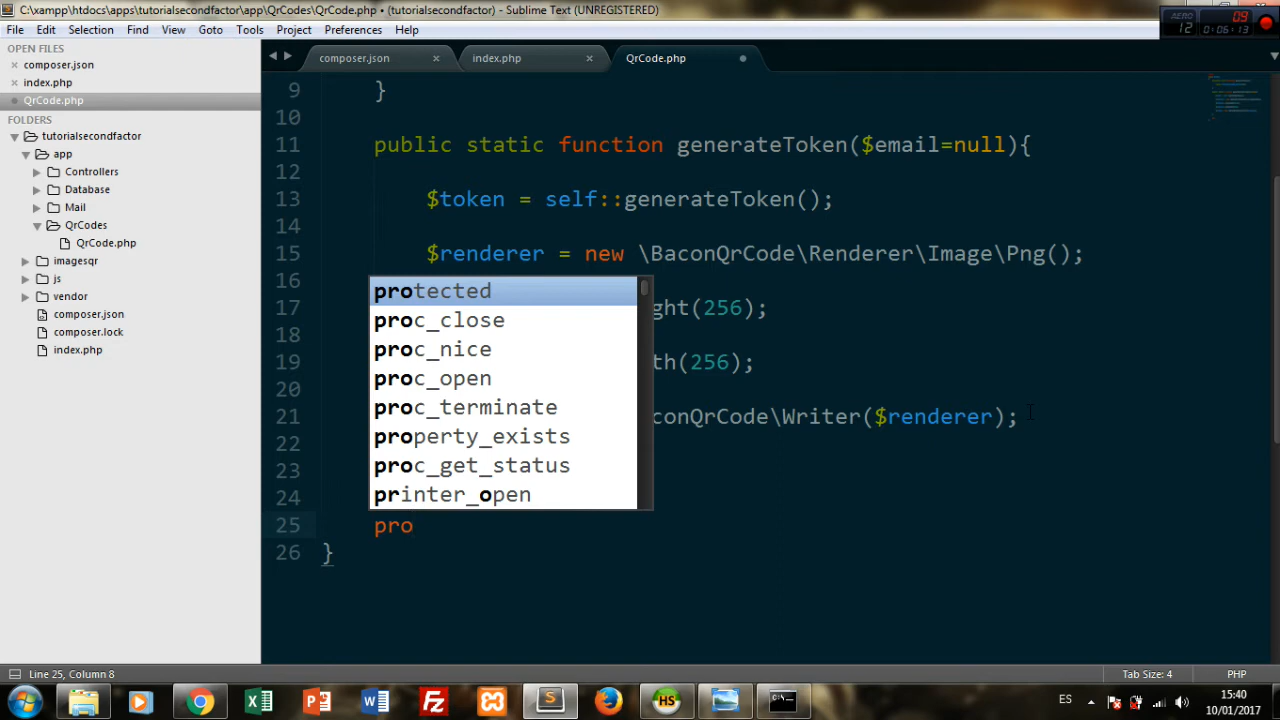 C:\xampp\htdocs\apps\tutorialsecondfactor\app\QrCodes\QrCode.php • (tutorialsecondfactor) - Sublime Text (UNREGISTERED)
AERO 12 09 0:06:13
File Edit Selection Find View Goto Tools Project Preferences Help
OPEN FILES
composer.json
index.php
QrCode.php
FOLDERS
tutorialsecondfactor
app
Controllers
Database
Mail
QrCodes
QrCode.php
imagesqr
js
vendor
composer.json
composer.lock
index.php
composer.json × index.php × QrCode.php
9 }
10
11 public static function generateToken($email=null){
12
13 $token = self::generateToken();
14
15 $renderer = new \BaconQrCode\Renderer\Image\Png();
16
17 ght(256);
18
19 th(256);
20
21 conQrCode\Writer($renderer);
22
23
24
25 pro
26 }
protected
proc_close
proc_nice
proc_open
proc_terminate
property_exists
proc_get_status
printer_open
Line 25, Column 8 Tab Size: 4 PHP
ES 15:40
10/01/2017